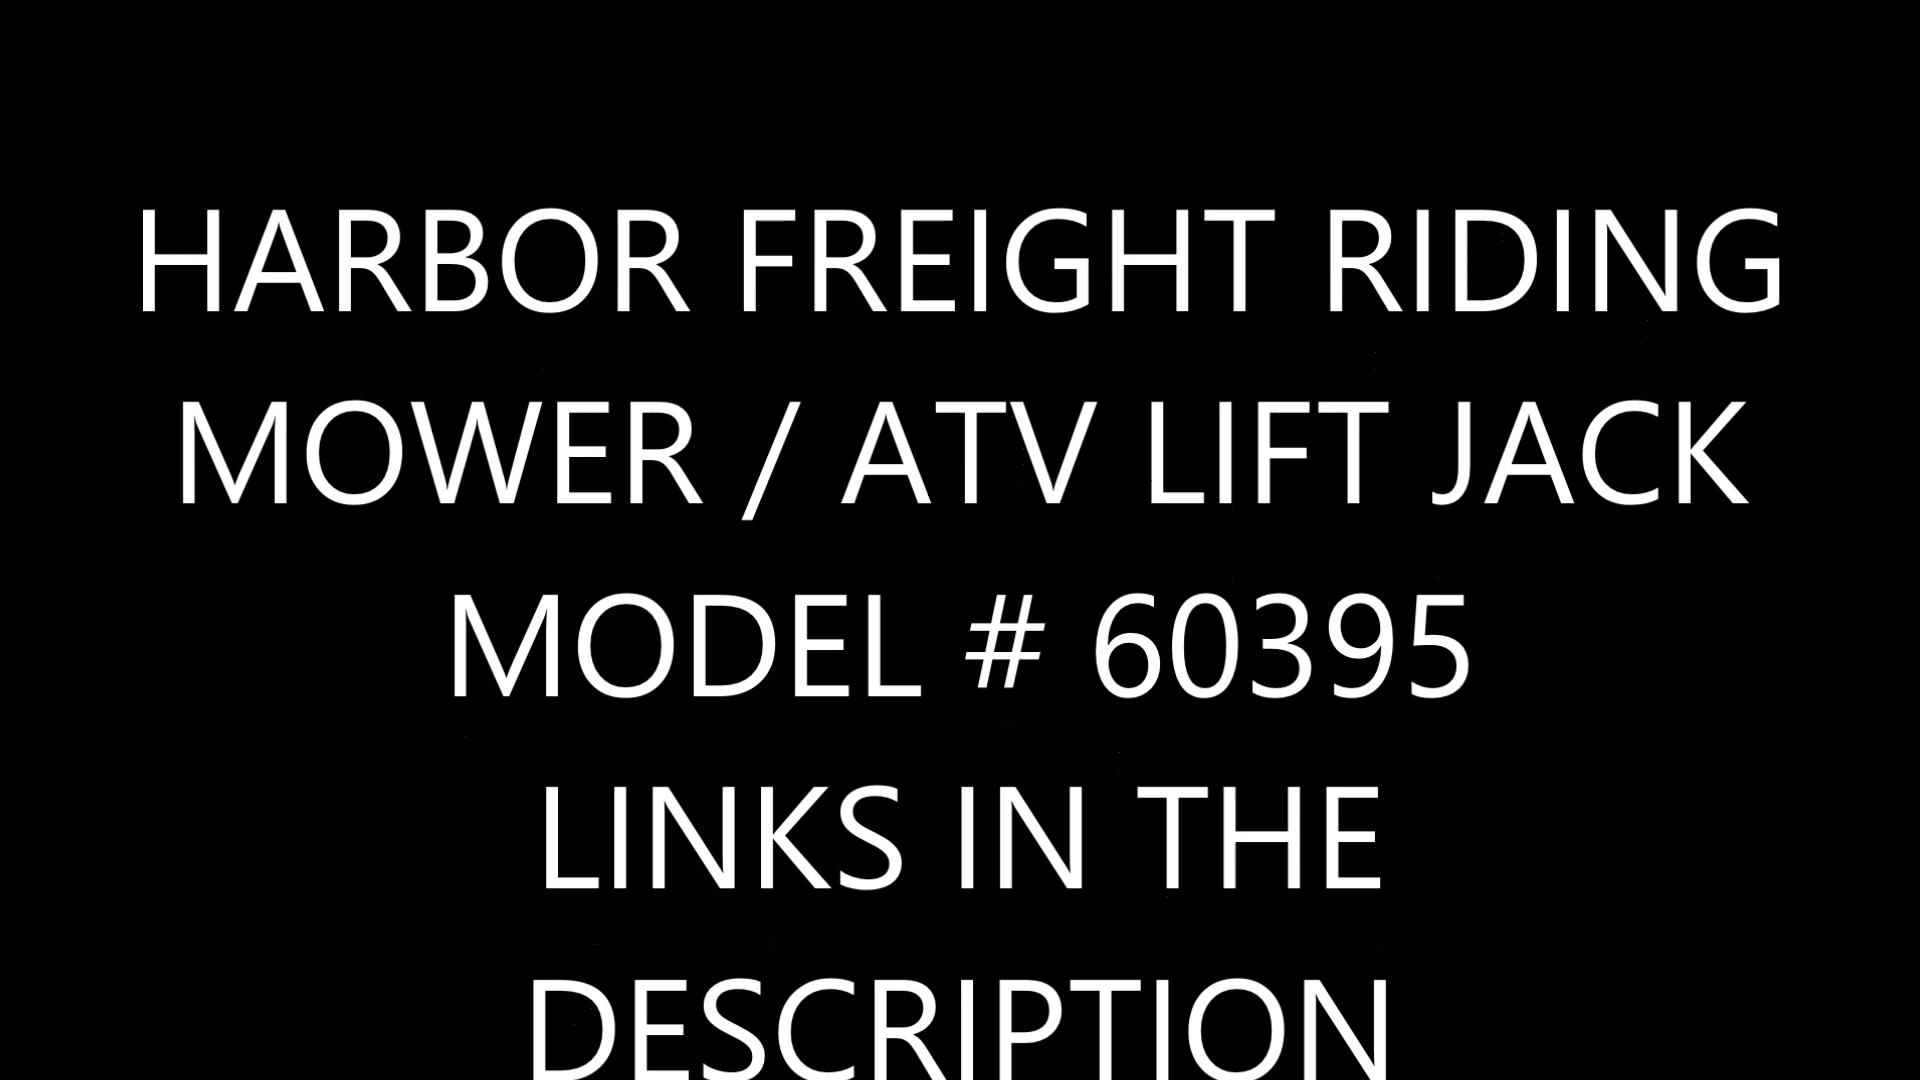 HARBOR FREIGHT RIDING
MOWER / ATV LIFT JACK
MODEL # 60395
LINKS IN THE
DESCRIPTION